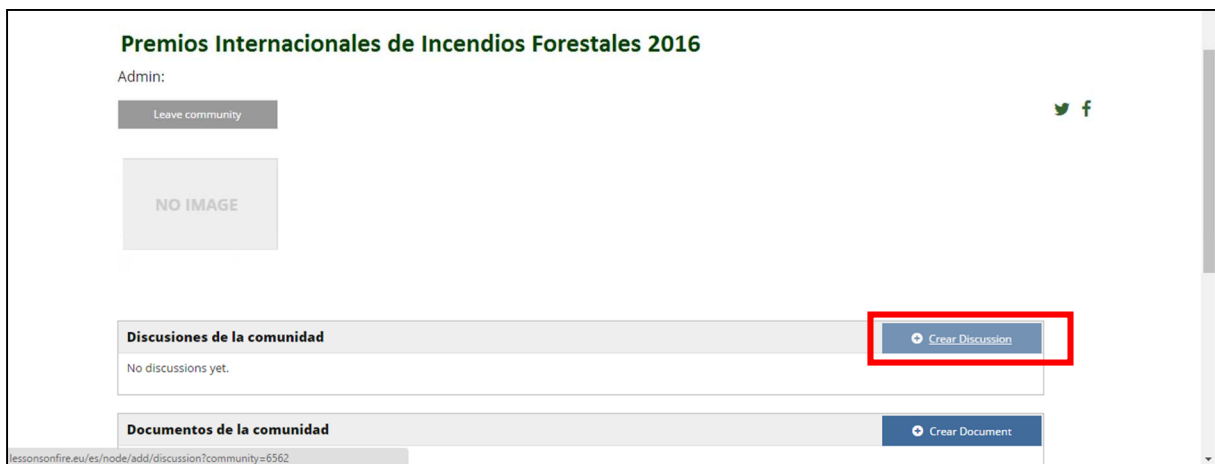 Premios Internacionales de Incendios Forestales 2016
Admin:
Leave community
NO IMAGE
Discusiones de la comunidad
Crear Discussion
No discussions yet.
Documentos de la comunidad
Crear Document
lessonsonfire.eu/es/node/add/discussion?community=6562